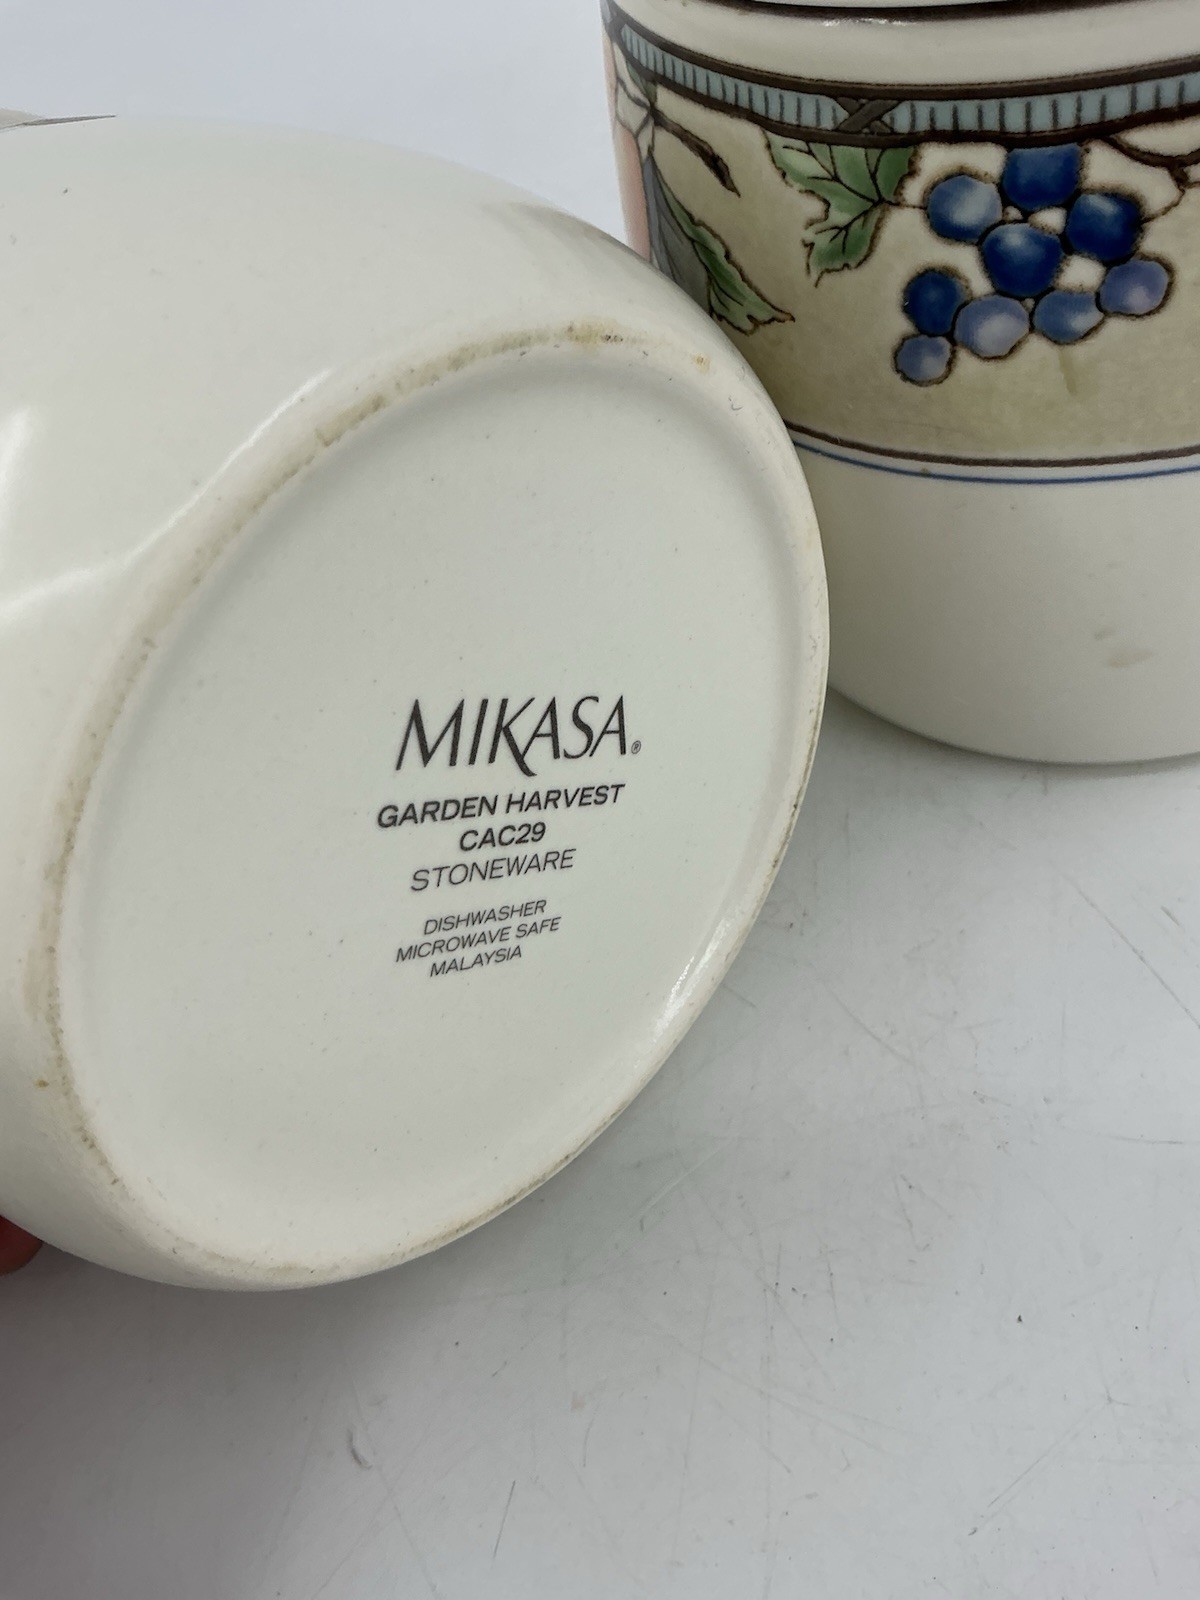 MIKASA®
GARDEN HARVEST
CAC29
STONEWARE
DISHWASHER
MICROWAVE SAFE
MALAYSIA